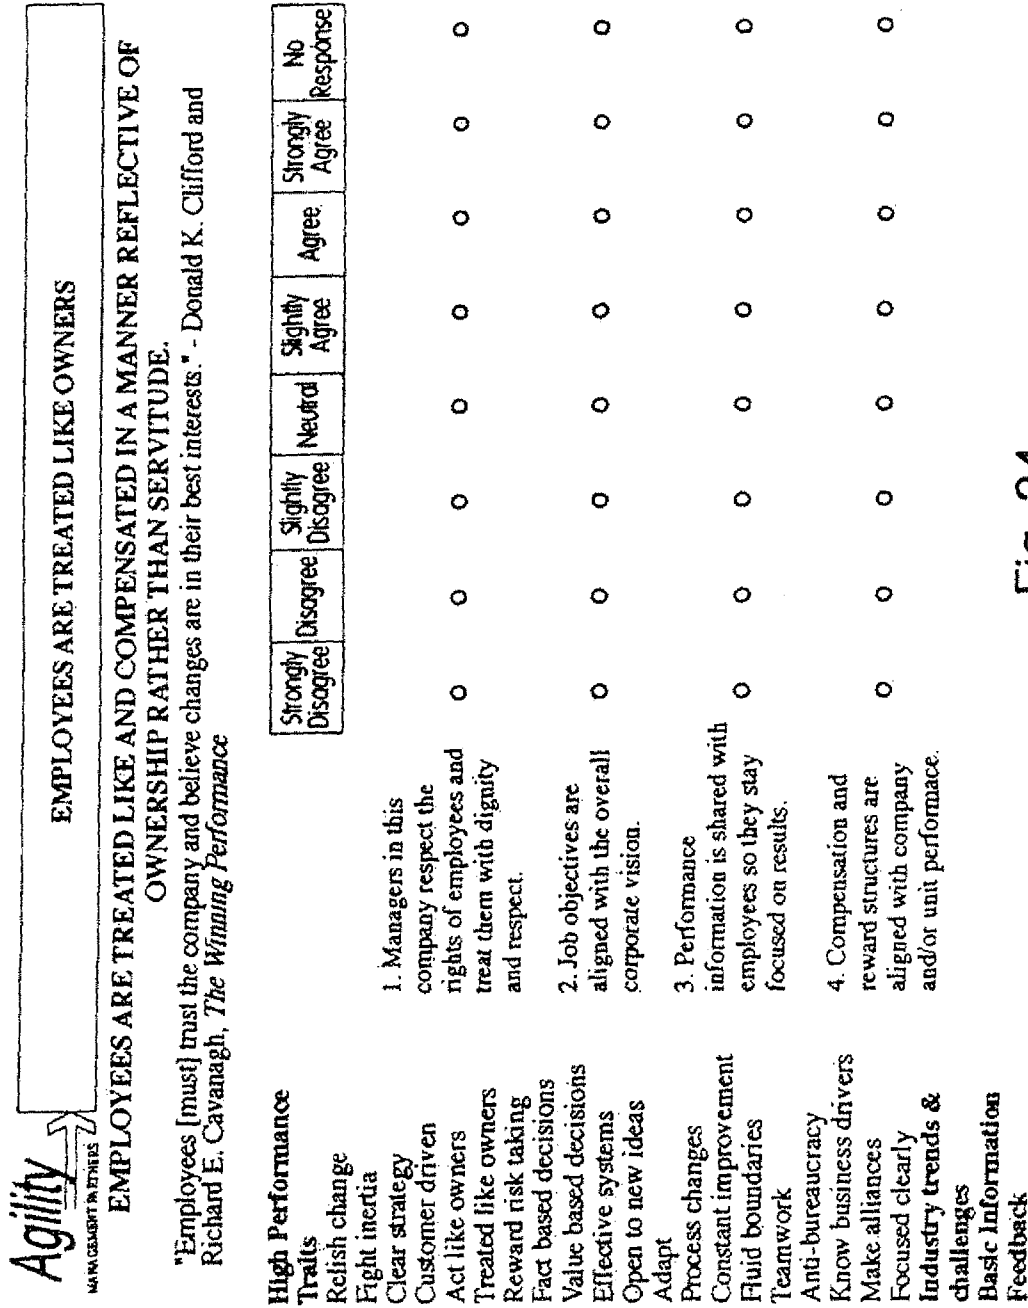 Agility
MANAGEMENT PARTNERS
EMPLOYEES ARE TREATED LIKE OWNERS
EMPLOYEES ARE TREATED LIKE AND COMPENSATED IN A MANNER REFLECTIVE OF
OWNERSHIP RATHER THAN SERVITUDE.
"Employees [must] trust the company and believe changes are in their best interests." - Donald K. Clifford and
Richard E. Cavanagh, The Winning Performance
High Performance
Traits
Relish change
Fight inertia
Clear strategy
Customer driven
Act like owners
Treated like owners
Reward risk taking
Fact based decisions
Value based decisions
Effective systems
Open to new ideas
Adapt
Process changes
Constant improvement
Fluid boundaries
Teamwork
Anti-bureaucracy
Know business drivers
Make alliances
Focused clearly
Industry trends &
challenges
Basic Information
Feedback
Strongly
Disagree
Disagree
Slightly
Disagree
Neutral
Slightly
Agree
Agree
Strongly
Agree
No
Response
1. Managers in this
company respect the
rights of employees and
treat them with dignity
and respect.
2. Job objectives are
aligned with the overall
corporate vision.
3. Performance
information is shared with
employees so they stay
focused on results.
4. Compensation and
reward structures are
aligned with company
and/or unit performace.